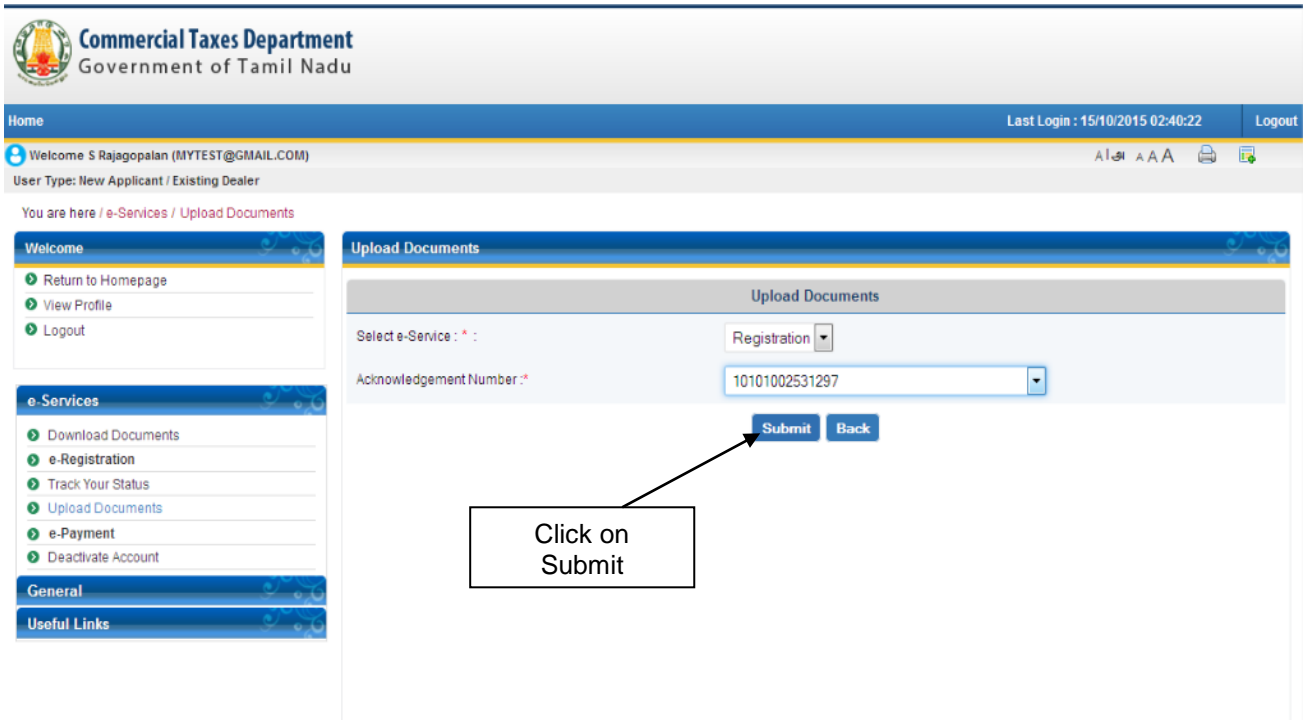 Commercial Taxes Department
Government of Tamil Nadu
Home
Last Login : 15/10/2015 02:40:22
Logout
Welcome S Rajagopalan (MYTEST@GMAIL.COM)
A | அ A A A
User Type: New Applicant / Existing Dealer
You are here / e-Services / Upload Documents
Welcome
Return to Homepage
View Profile
Logout
e-Services
Download Documents
e-Registration
Track Your Status
Upload Documents
e-Payment
Deactivate Account
General
Useful Links
Upload Documents
Upload Documents
Select e-Service : * :
Registration
Acknowledgement Number :*
10101002531297
Submit Back
Click on
Submit